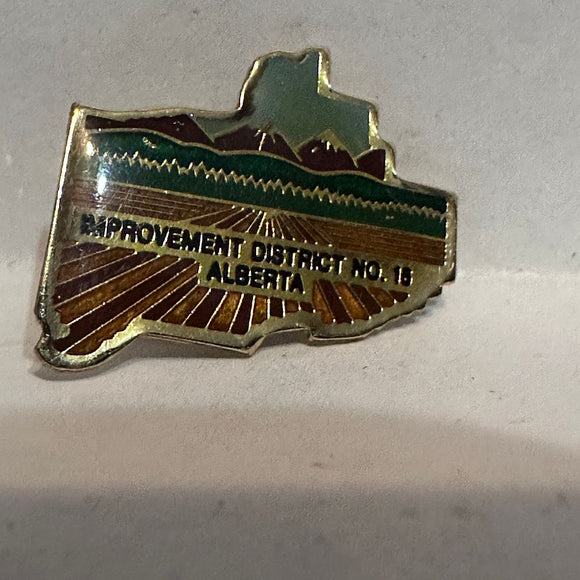 IMPROVEMENT DISTRICT NO. 15
ALBERTA